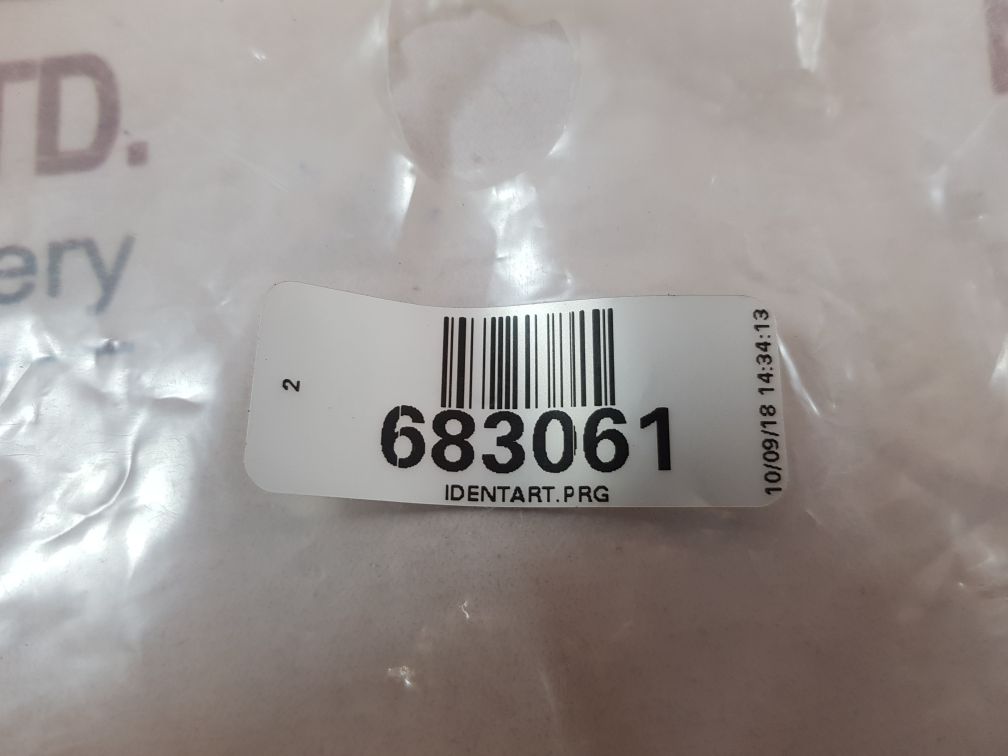 TD.
ery
2
683061
IDENTART.PRG
10/09/18 14:34:13